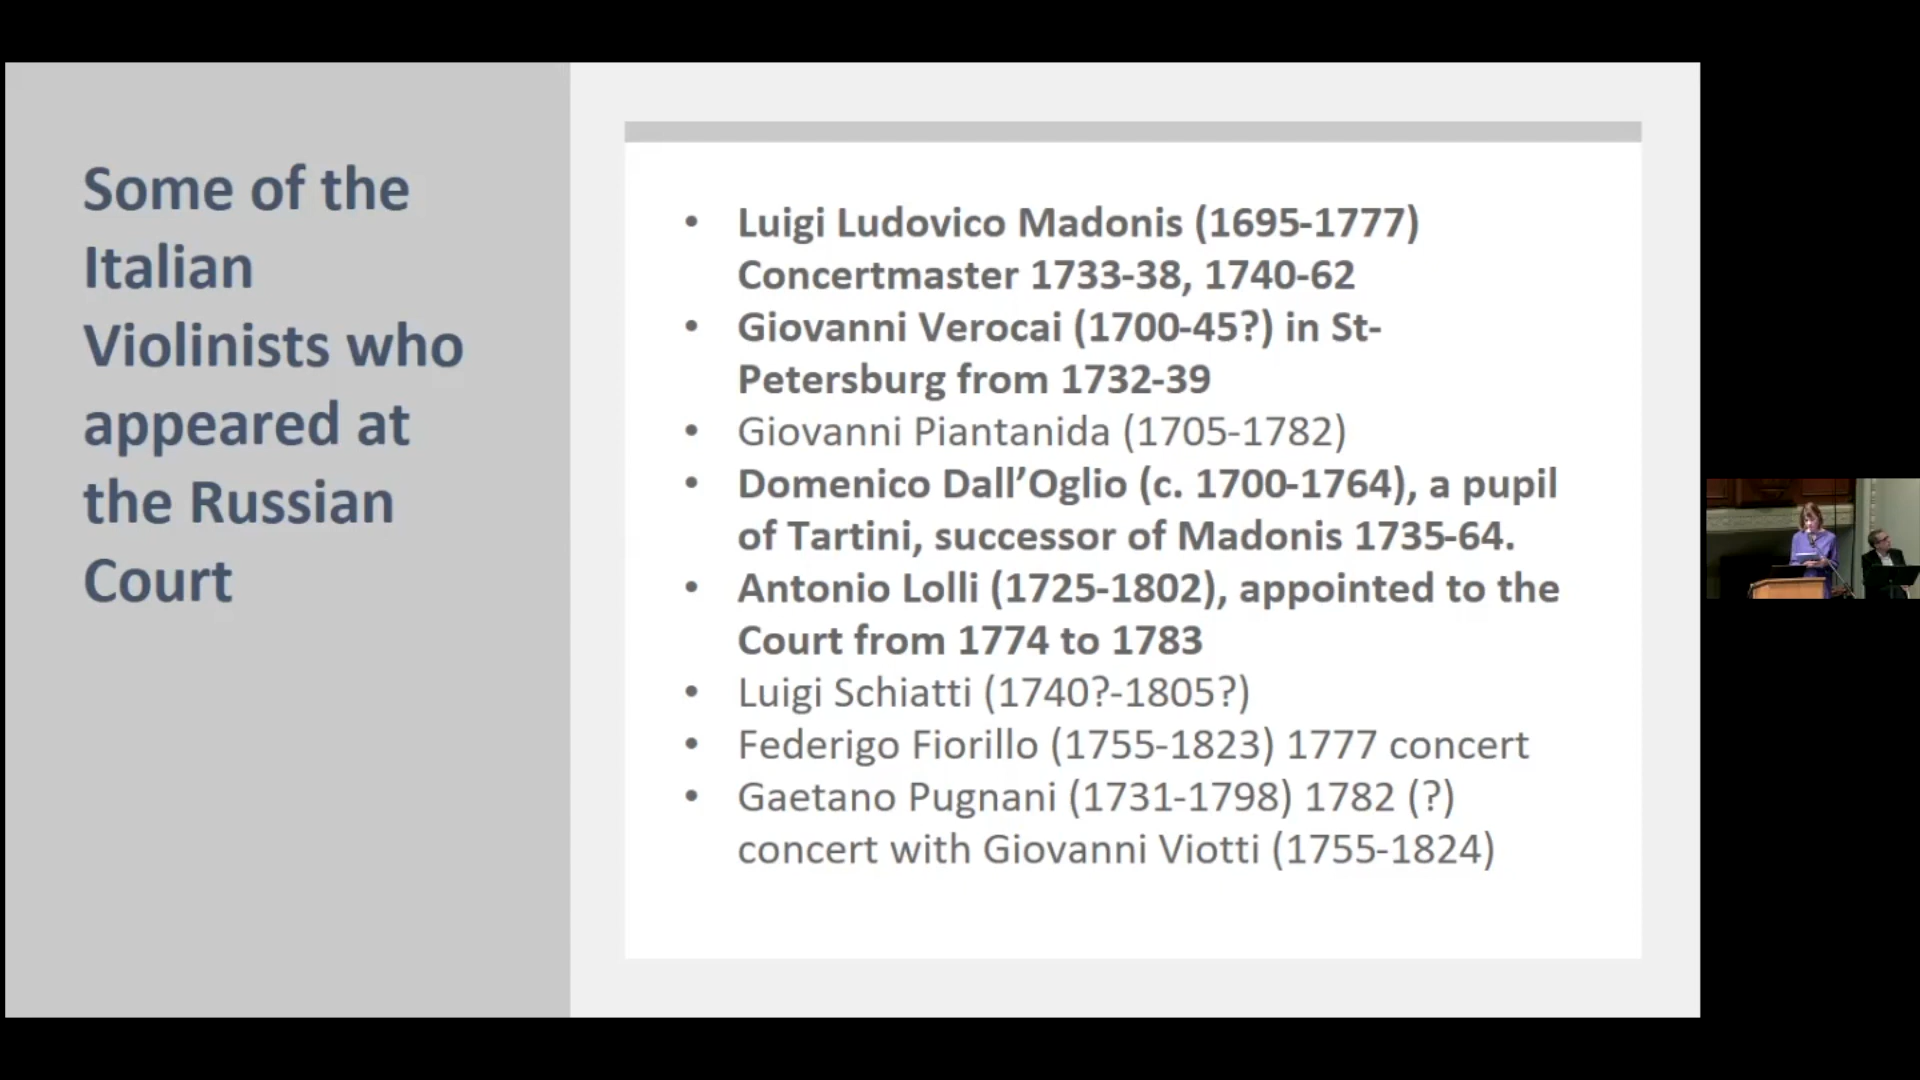 Some of the
Italian
Violinists who
appeared at
the Russian
Court
• Luigi Ludovico Madonis (1695-1777)
Concertmaster 1733-38, 1740-62
• Giovanni Verocai (1700-45?) in St-
Petersburg from 1732-39
• Giovanni Piantanida (1705-1782)
• Domenico Dall’Oglio (c. 1700-1764), a pupil
of Tartini, successor of Madonis 1735-64.
• Antonio Lolli (1725-1802), appointed to the
Court from 1774 to 1783
• Luigi Schiatti (1740?-1805?)
• Federigo Fiorillo (1755-1823) 1777 concert
• Gaetano Pugnani (1731-1798) 1782 (?)
concert with Giovanni Viotti (1755-1824)